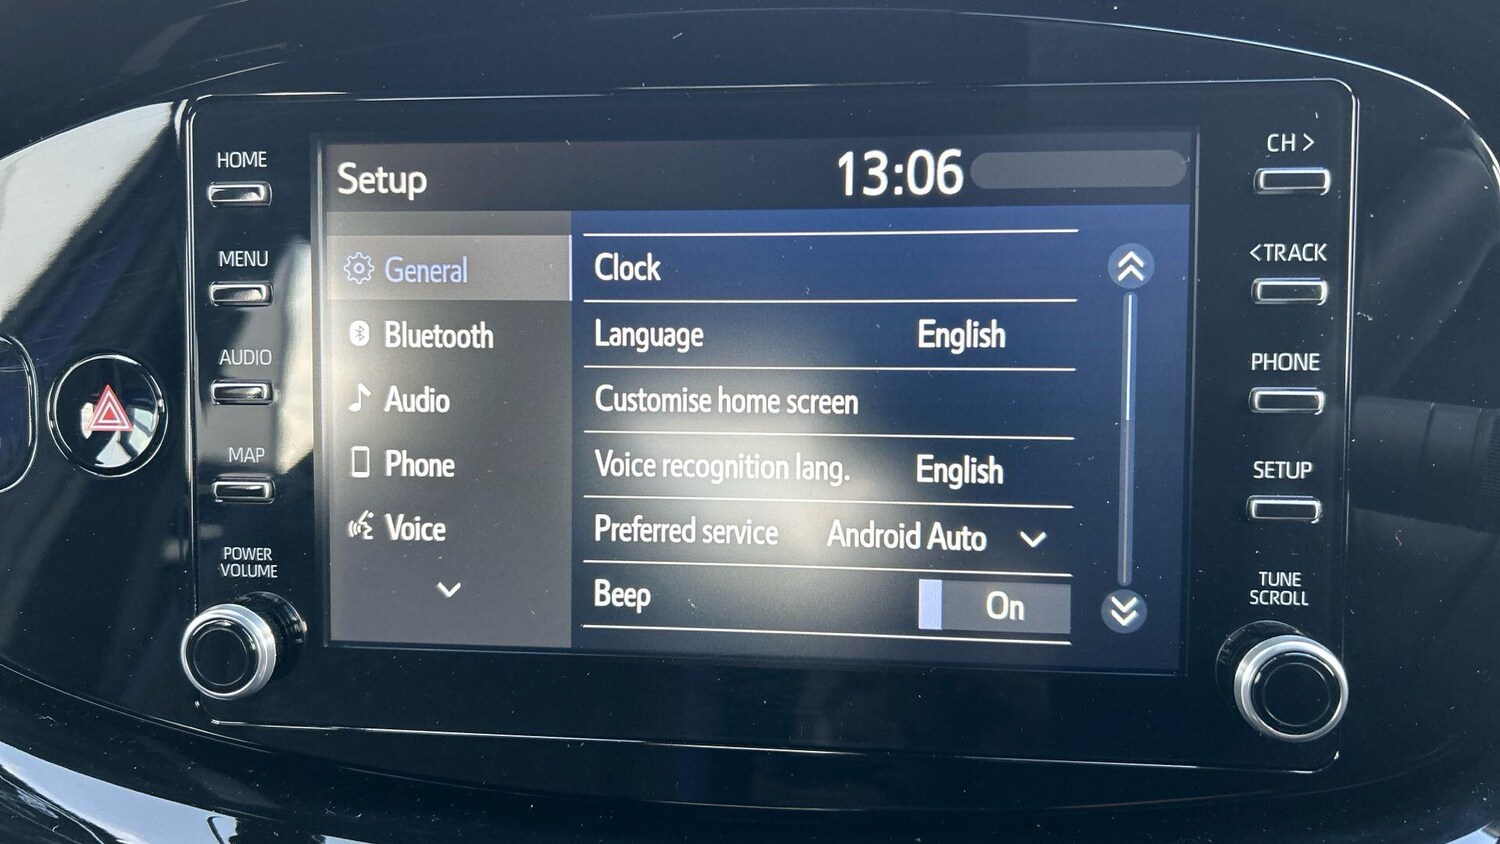 HOME
MENU
AUDIO
MAP
POWER
VOLUME
Setup
13:06
General
Bluetooth
Audio
Phone
Voice
Clock
Language English
Customise home screen
Voice recognition lang. English
Preferred service Android Auto
Beep On
CH >
<TRACK
PHONE
SETUP
TUNE
SCROLL